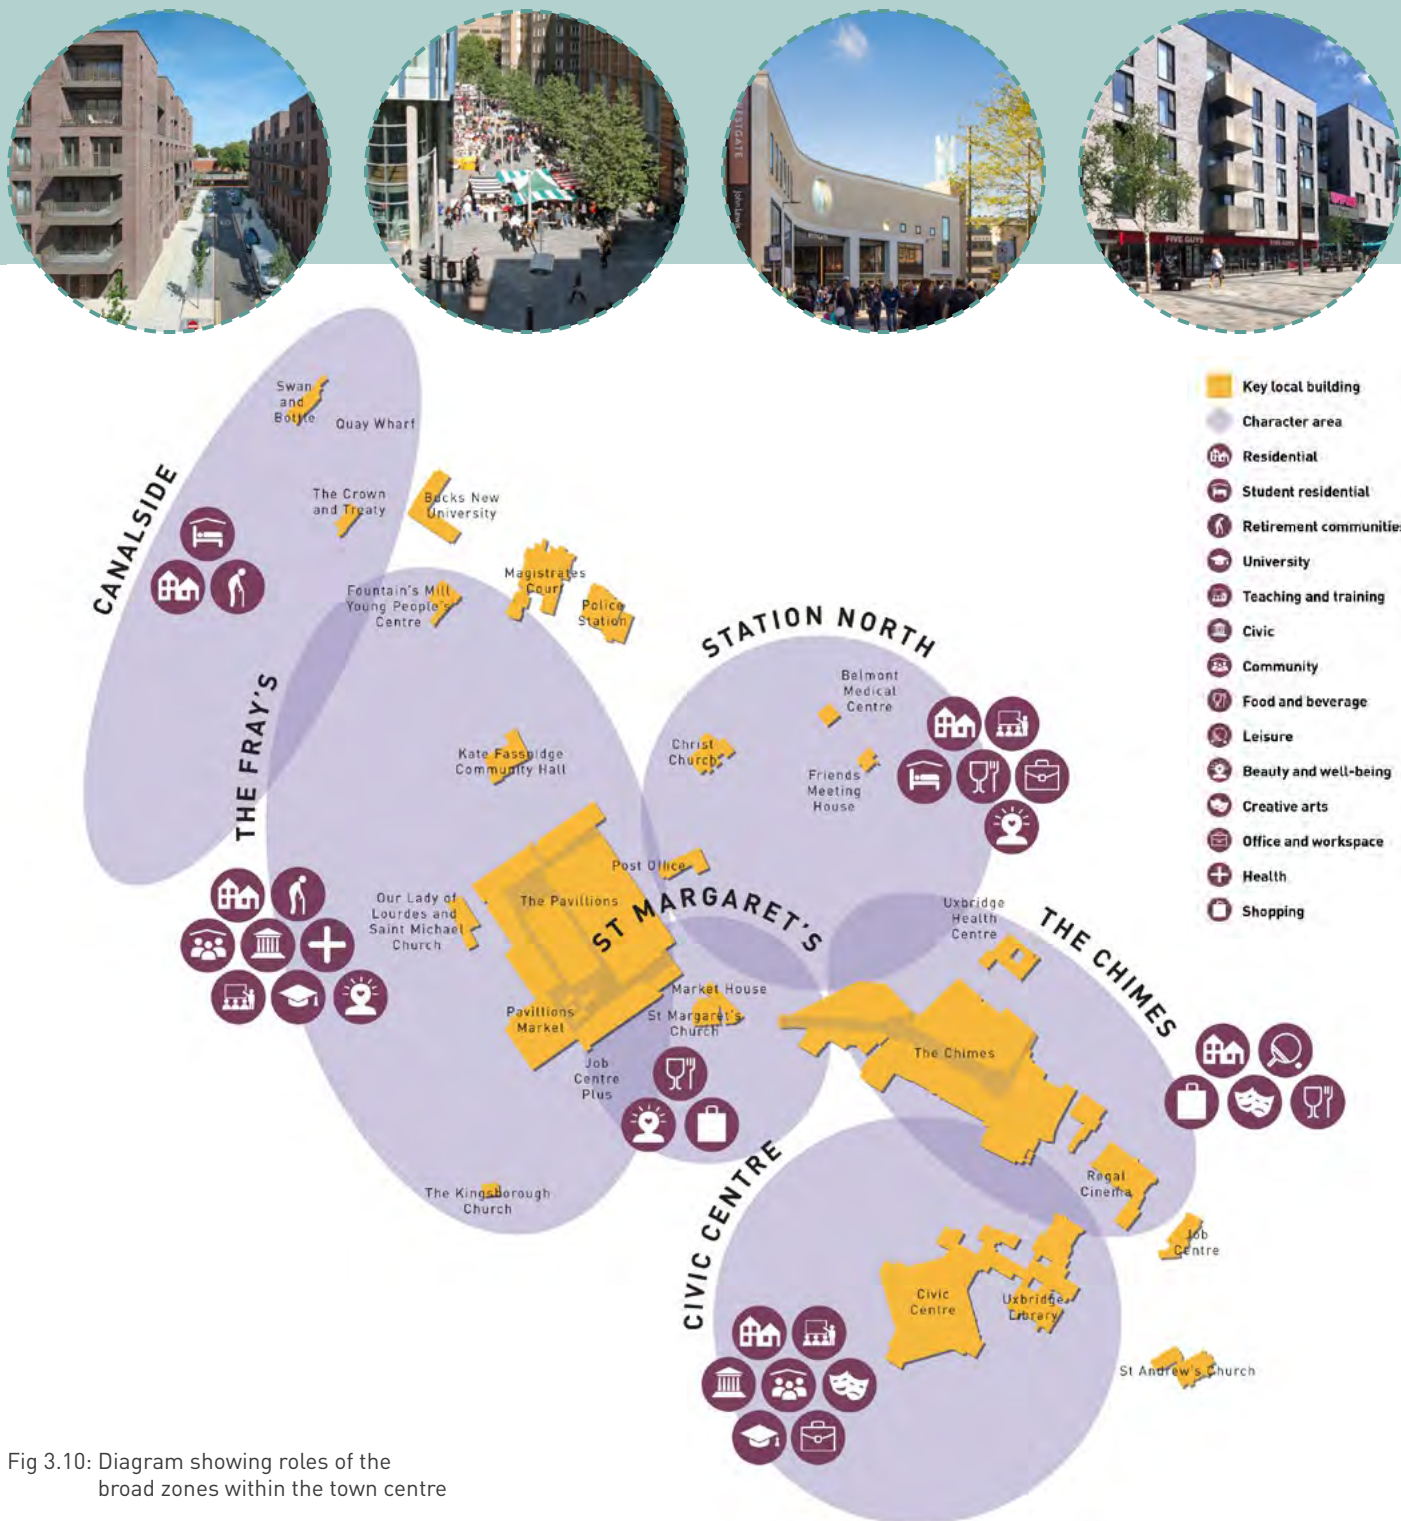 ESTGATE
FIVE GUYS
FIVE GUYS
Swan
and
Bottle
Quay Wharf
CANALSIDE
The Crown
and Treaty
Bucks New
University
Magistrates
Court
Police
Station
Fountain's Mill
Young People's
Centre
THE FRAY'S
STATION NORTH
Belmont
Medical
Centre
Christ
Church
Friends
Meeting
House
Kate Fassnidge
Community Hall
Post Office
The Pavillions
Our Lady of
Lourdes and
Saint Michael
Church
ST MARGARET'S
Uxbridge
Health
Centre
THE CHIMES
Market House
St Margaret's
Church
Pavillions
Market
The Chimes
Job
Centre
Plus
Regal
Cinema
The Kingsborough
Church
CIVIC CENTRE
Job
Centre
Civic
Centre
Uxbridge
Library
St Andrew's Church
Key local building
Character area
Residential
Student residential
Retirement communities
University
Teaching and training
Civic
Community
Food and beverage
Leisure
Beauty and well-being
Creative arts
Office and workspace
Health
Shopping
Fig 3.10: Diagram showing roles of the
broad zones within the town centre